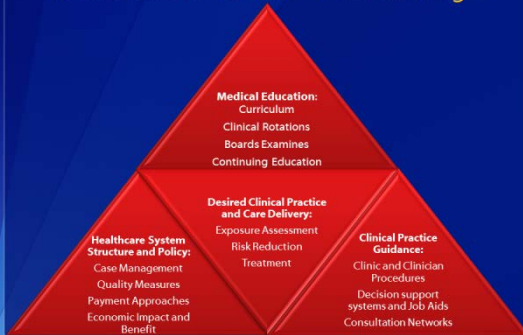 Medical Education:
Curriculum
Clinical Rotations
Boards Examines
Continuing Education
Desired Clinical Practice
and Care Delivery:
Exposure Assessment
Risk Reduction
Treatment
Healthcare System
Structure and Policy:
Case Management
Quality Measures
Payment Approaches
Economic Impact and
Benefit
Clinical Practice
Guidance:
Clinic and Clinician
Procedures
Decision support
systems and Job Aids
Consultation Networks